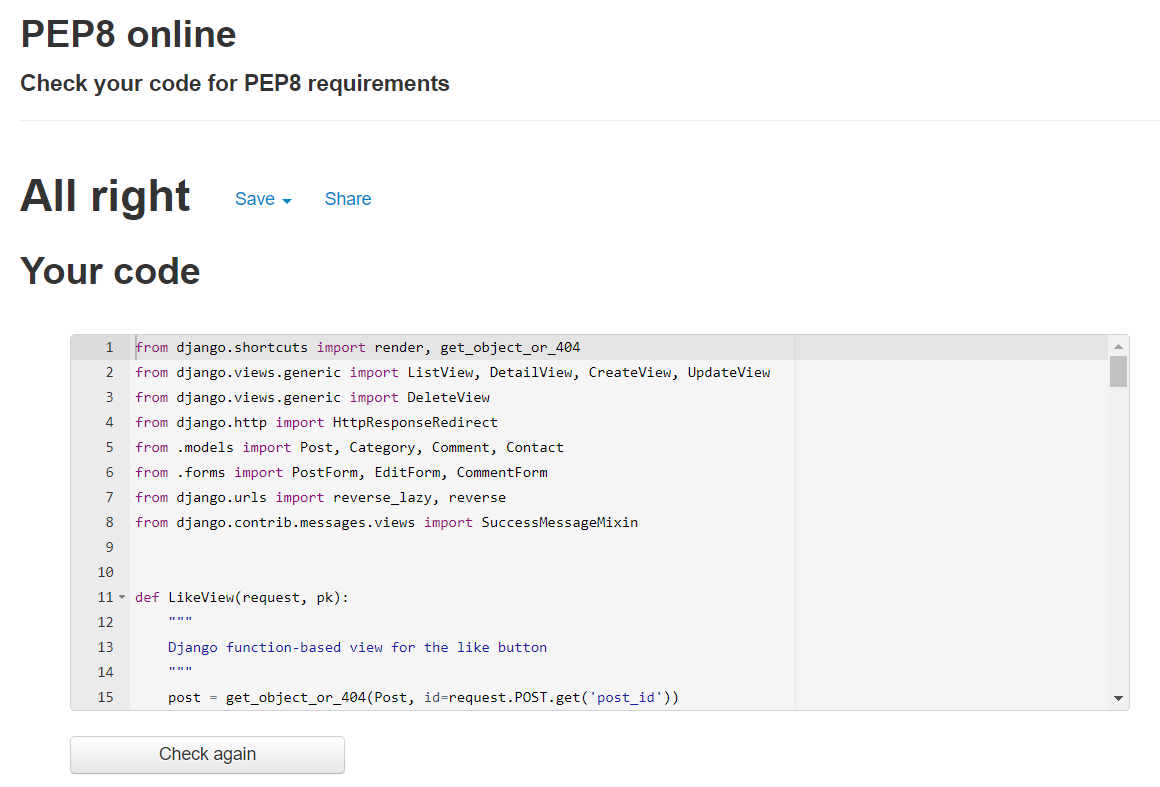 PEP8 online
Check your code for PEP8 requirements
All right Save Share
Your code
1 from django.shortcuts import render, get_object_or_404
2 from django.views.generic import ListView, DetailView, CreateView, UpdateView
3 from django.views.generic import DeleteView
4 from django.http import HttpResponseRedirect
5 from .models import Post, Category, Comment, Contact
6 from .forms import PostForm, EditForm, CommentForm
7 from django.urls import reverse_lazy, reverse
8 from django.contrib.messages.views import SuccessMessageMixin
9
10
11 def LikeView(request, pk):
12     """
13     Django function-based view for the like button
14     """
15     post = get_object_or_404(Post, id=request.POST.get('post_id'))
Check again